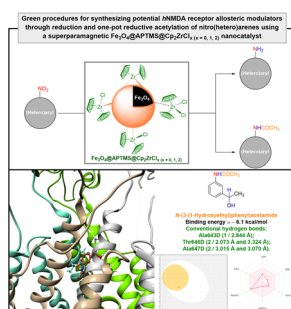 Green procedures for synthesizing potential hNMDA receptor allosteric modulators
through reduction and one-pot reductive acetylation of nitro(hetero)arenes using
a superparamagnetic Fe₃O₄@APTMS@Cp₂ZrClₓ (x = 0, 1, 2) nanocatalyst
NH₂
(Hetero)aryl
NO₂
(Hetero)aryl
Fe₃O₄
Fe₃O₄@APTMS@Cp₂ZrClₓ (x = 0, 1, 2)
NHCOCH₃
(Hetero)aryl
NHCOCH₃
OH
N-(3-(1-Hydroxyethyl)phenyl)acetamide
Binding energy = − 6.1 kcal/mol
Conventional hydrogen bonds:
Ala643D (1 / 2.844 Å);
Thr646D (2 / 2.073 Å and 3.324 Å);
Ala647D (2 / 3.015 Å and 3.070 Å).